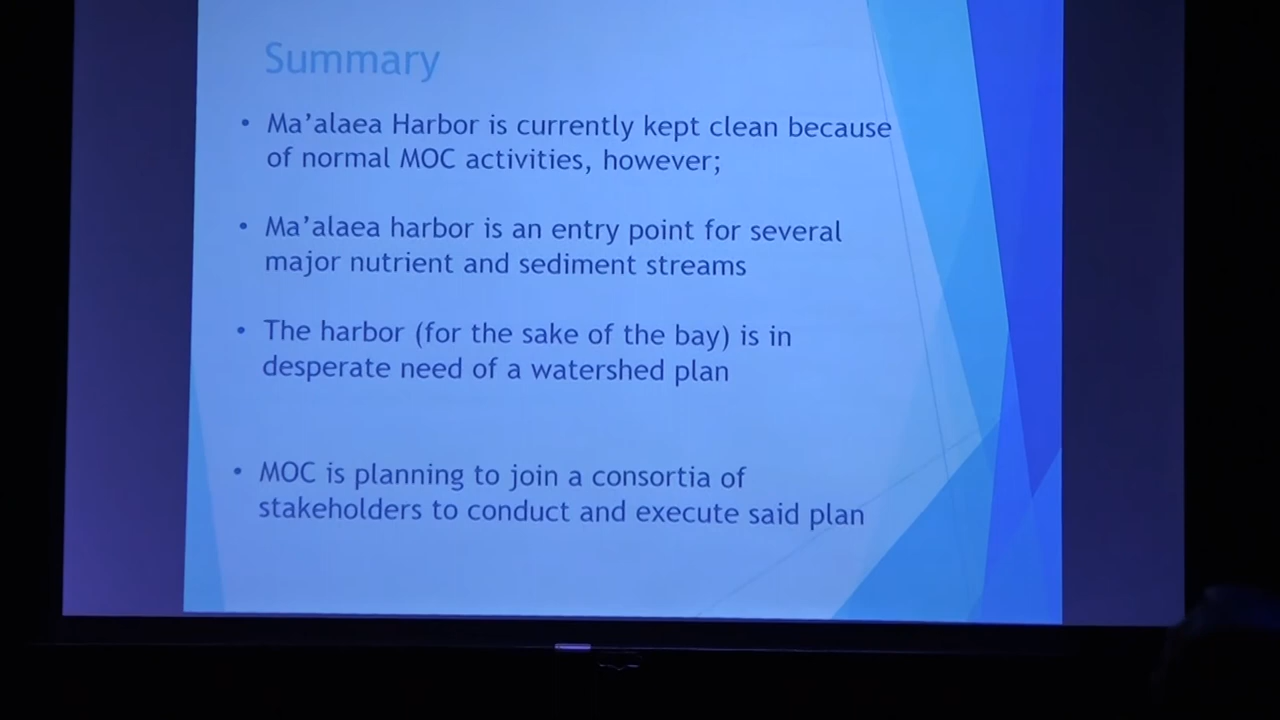 Summary
• Ma’alaea Harbor is currently kept clean because
of normal MOC activities, however;
• Ma’alaea harbor is an entry point for several
major nutrient and sediment streams
• The harbor (for the sake of the bay) is in
desperate need of a watershed plan
• MOC is planning to join a consortia of
stakeholders to conduct and execute said plan